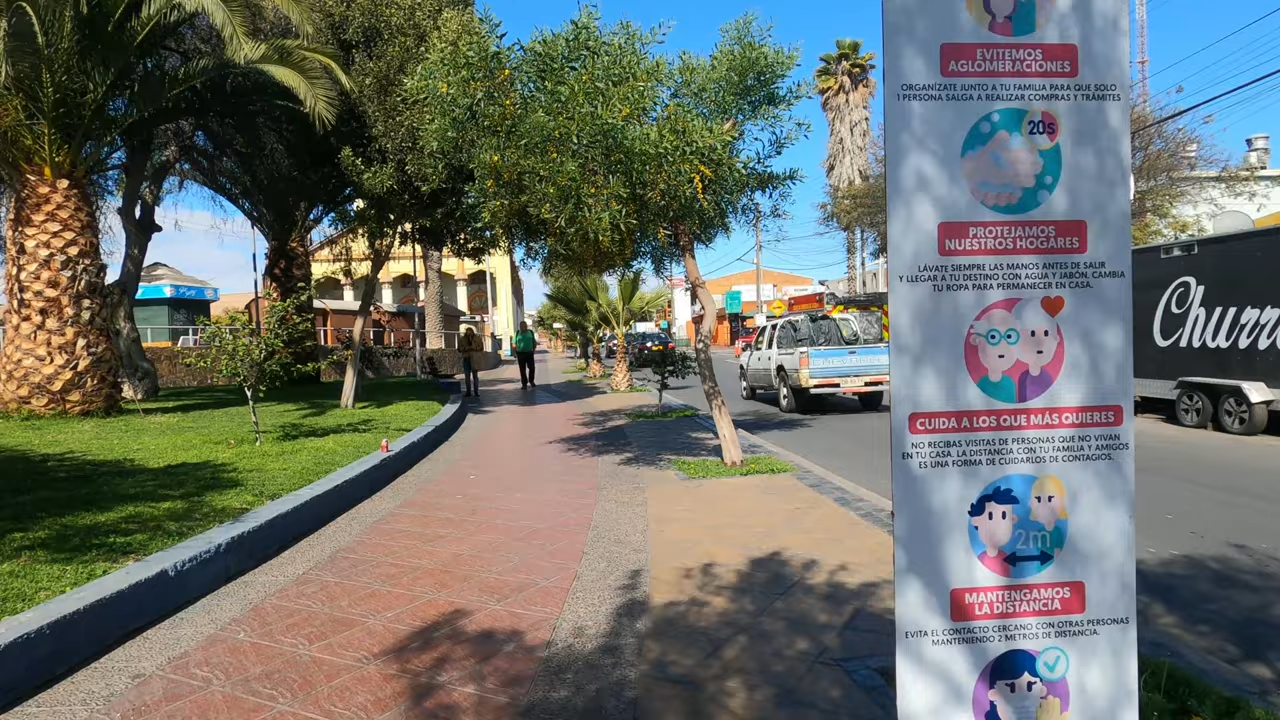 EVITEMOS
AGLOMERACIONES
ORGANÍZATE JUNTO A TU FAMILIA PARA QUE SOLO
1 PERSONA SALGA A REALIZAR COMPRAS Y TRÁMITES
20s
PROTEJAMOS
NUESTROS HOGARES
LÁVATE SIEMPRE LAS MANOS ANTES DE SALIR
Y LLEGAR A TU DESTINO CON AGUA Y JABÓN. CAMBIA
TU ROPA PARA PERMANECER EN CASA.
CUIDA A LOS QUE MÁS QUIERES
NO RECIBAS VISITAS DE PERSONAS QUE NO VIVAN
EN TU CASA. LA DISTANCIA CON TU FAMILIA Y AMIGOS
ES UNA FORMA DE CUIDARLOS DE CONTAGIOS.
2m
MANTENGAMOS
LA DISTANCIA
EVITA EL CONTACTO CERCANO CON OTRAS PERSONAS
MANTENIENDO 2 METROS DE DISTANCIA.
Churr
CHEVROLET